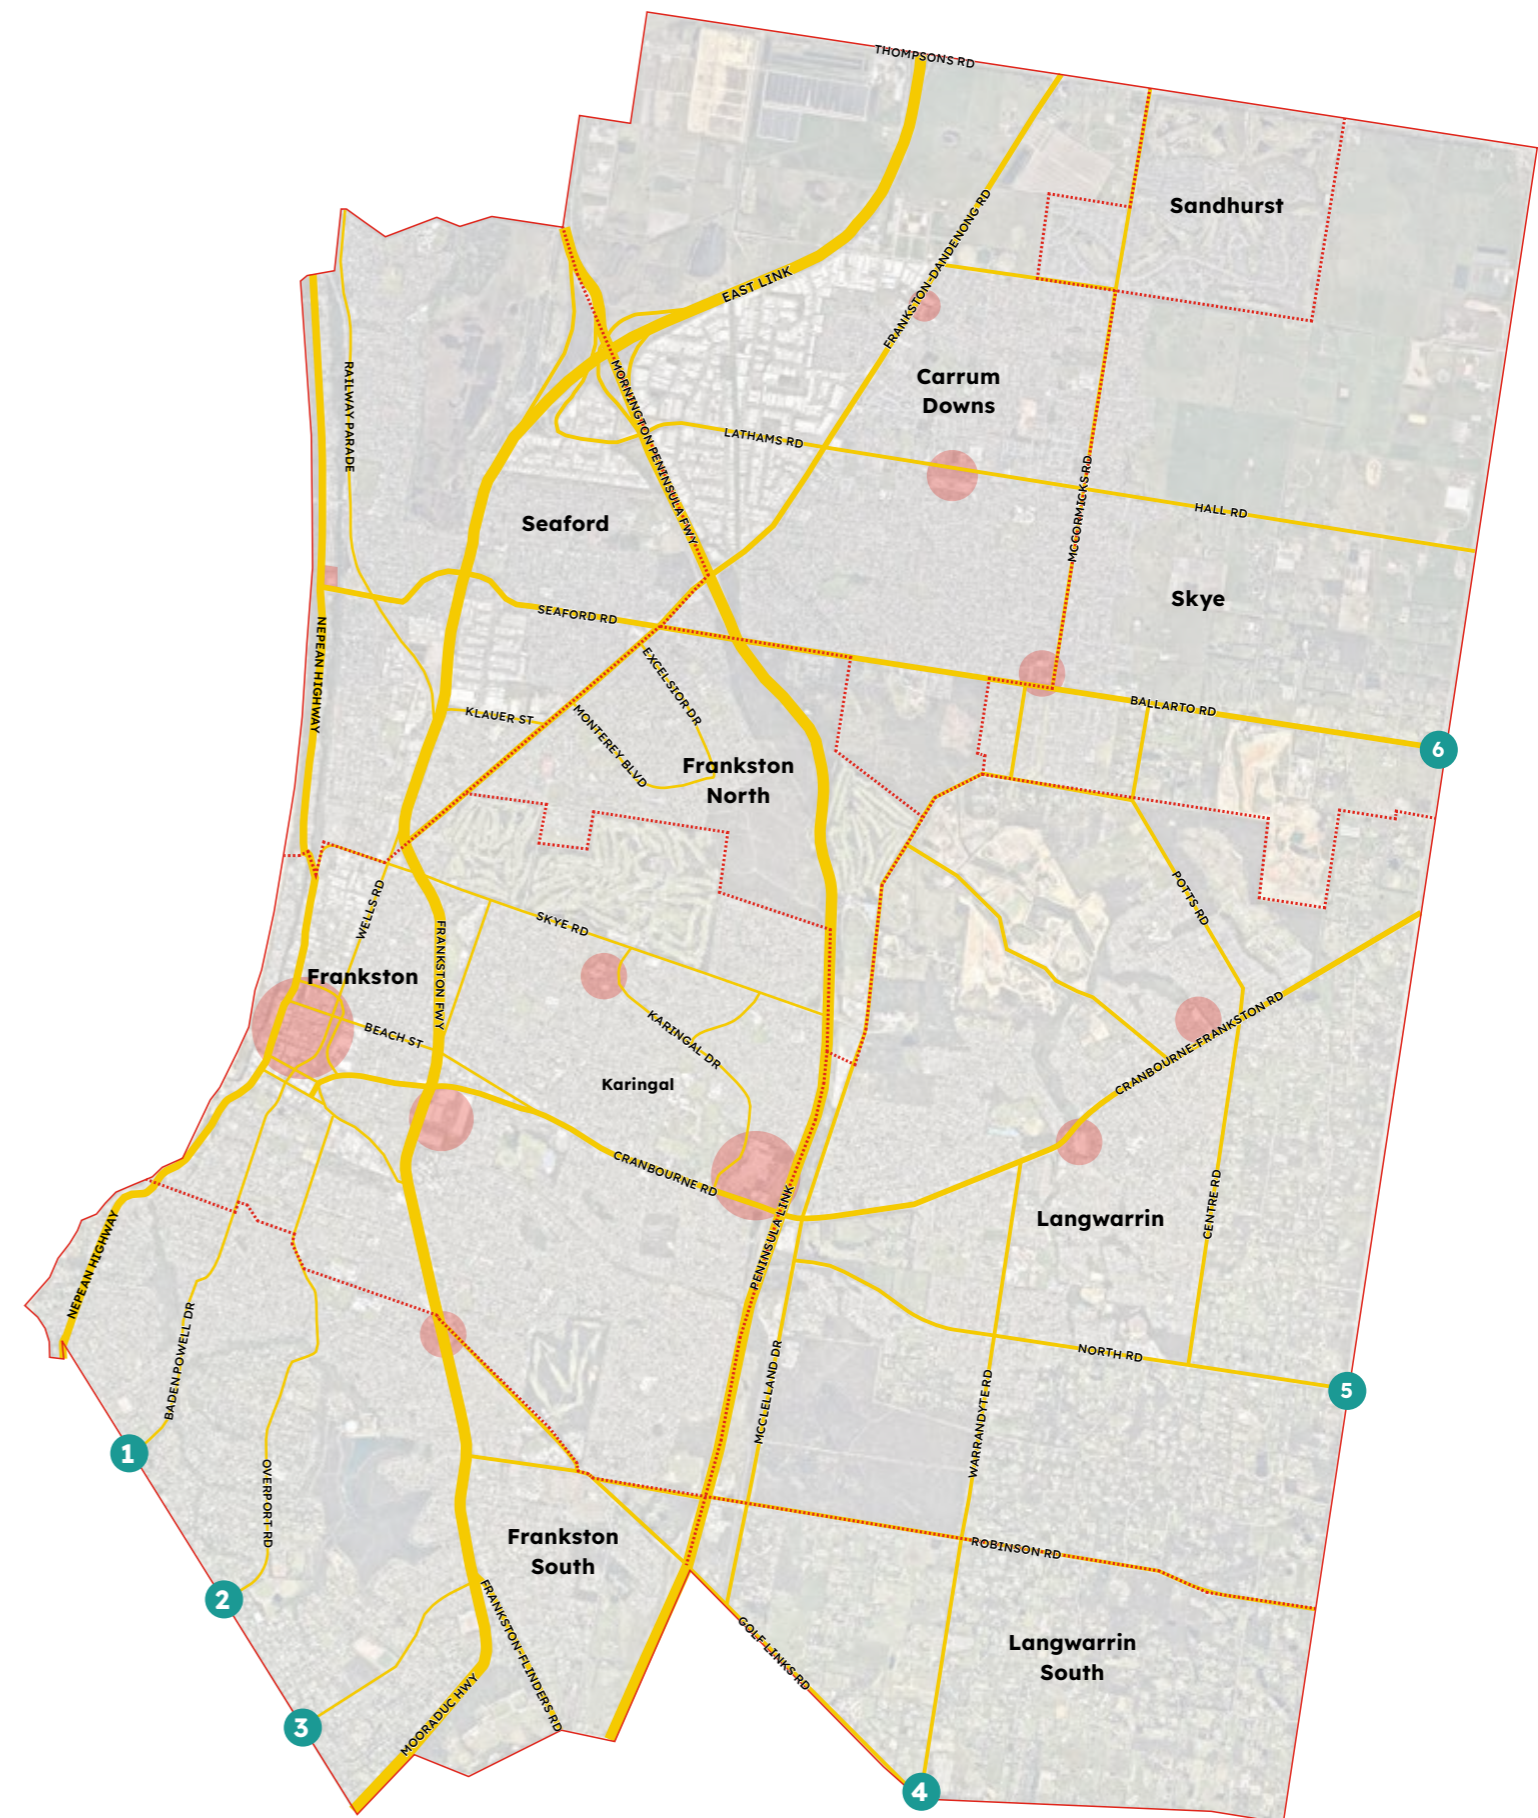 THOMPSONS RD
Sandhurst
FRANKSTON-DANDENONG RD
EAST LINK
RAILWAY PARADE
MORNINGTON PENINSULA FWY
Carrum
Downs
LATHAMS RD
MCCORMICKS RD
HALL RD
Seaford
Skye
SEAFORD RD
NEPEAN HIGHWAY
EXCELSIOR DR
KLAUER ST
MONTEREY BLVD
BALLARTO RD
6
Frankston
North
POTTS RD
WELLS RD
SKYE RD
FRANKSTON FWY
Frankston
BEACH ST
KARINGAL DR
CRANBOURNE-FRANKSTON RD
Karingal
CRANBOURNE RD
PENINSULA LINK
Langwarrin
CENTRE RD
NEPEAN HIGHWAY
BADEN POWELL DR
MCCLELLAND DR
NORTH RD
5
WARRANDYTE RD
1
OVERPORT RD
Frankston
South
ROBINSON RD
2
FRANKSTON-FLINDERS RD
GOLF LINKS RD
Langwarrin
South
3
MOORADUC HWY
4